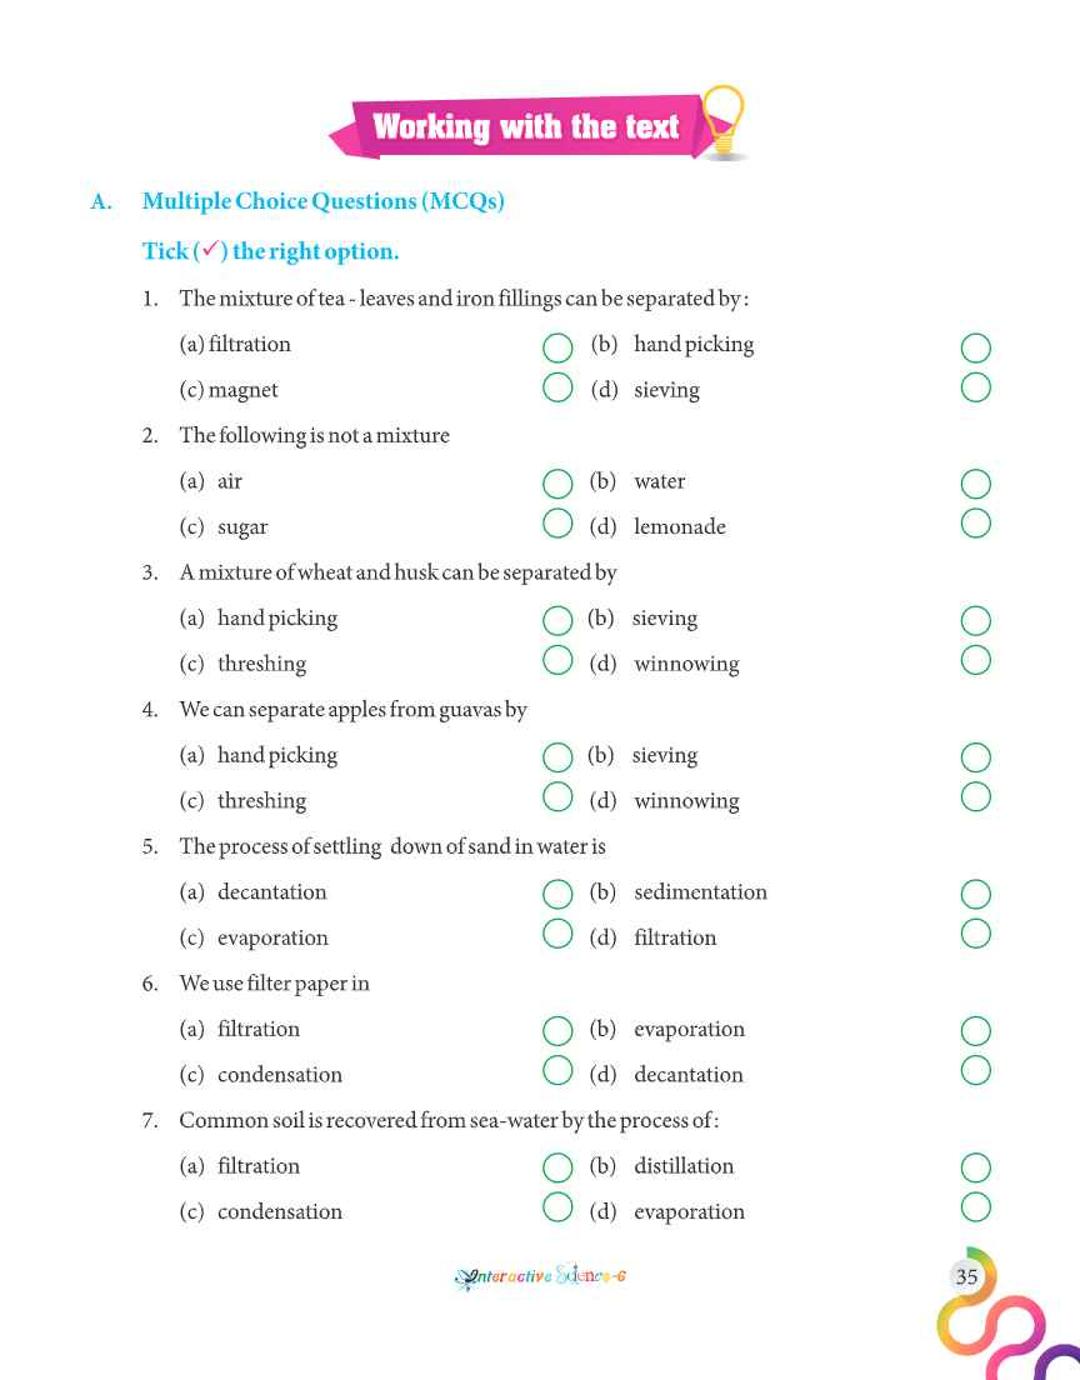 Working with the text
A. Multiple Choice Questions (MCQs)
Tick (✓) the right option.
1. The mixture of tea - leaves and iron fillings can be separated by:
(a) filtration (b) hand picking
(c) magnet (d) sieving
2. The following is not a mixture
(a) air (b) water
(c) sugar (d) lemonade
3. A mixture of wheat and husk can be separated by
(a) hand picking (b) sieving
(c) threshing (d) winnowing
4. We can separate apples from guavas by
(a) hand picking (b) sieving
(c) threshing (d) winnowing
5. The process of settling down of sand in water is
(a) decantation (b) sedimentation
(c) evaporation (d) filtration
6. We use filter paper in
(a) filtration (b) evaporation
(c) condensation (d) decantation
7. Common soil is recovered from sea-water by the process of:
(a) filtration (b) distillation
(c) condensation (d) evaporation
Interactive Science-6
35